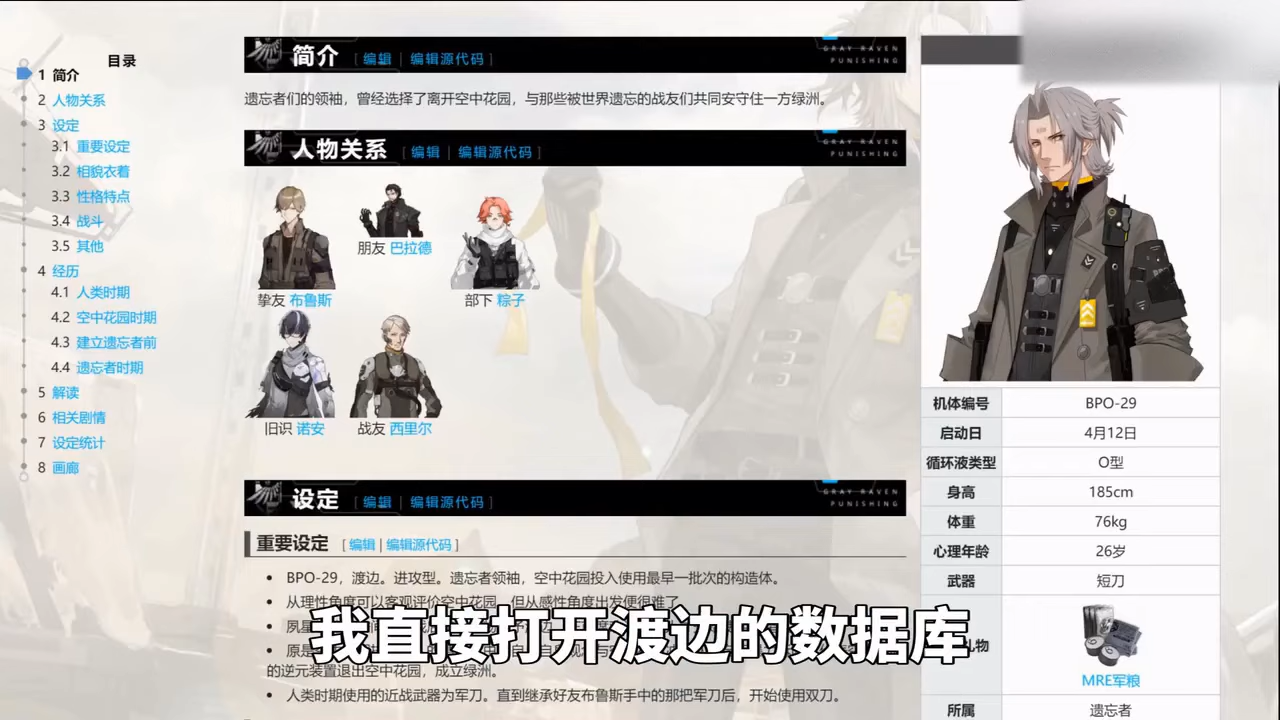 目录
1 简介
2 人物关系
3 设定
3.1 重要设定
3.2 相貌衣着
3.3 性格特点
3.4 战斗
3.5 其他
4 经历
4.1 人类时期
4.2 空中花园时期
4.3 建立遗忘者前
4.4 遗忘者时期
5 解读
6 相关剧情
7 设定统计
8 画廊
简介 [ 编辑 | 编辑源代码 ]
GRAY RAVEN
PUNISHING
遗忘者们的领袖，曾经选择了离开空中花园，与那些被世界遗忘的战友们共同安守住一方绿洲。
人物关系 [ 编辑 | 编辑源代码 ]
GRAY RAVEN
PUNISHING
挚友 布鲁斯
朋友 巴拉德
部下 粽子
旧识 诺安
战友 西里尔
设定 [ 编辑 | 编辑源代码 ]
GRAY RAVEN
PUNISHING
重要设定 [ 编辑 | 编辑源代码 ]
BPO-29，渡边。进攻型。遗忘者领袖，空中花园投入使用最早一批次的构造体。
从理性角度可以客观评价空中花园，但从感性角度出发便很难了
原是
的逆元装置退出空中花园，成立绿洲。
人类时期使用的近战武器为军刀。直到继承好友布鲁斯手中的那把军刀后，开始使用双刀。
机体编号 BPO-29
启动日 4月12日
循环液类型 O型
身高 185cm
体重 76kg
心理年龄 26岁
武器 短刀
礼物
MRE军粮
所属 遗忘者
我直接打开渡边的数据库